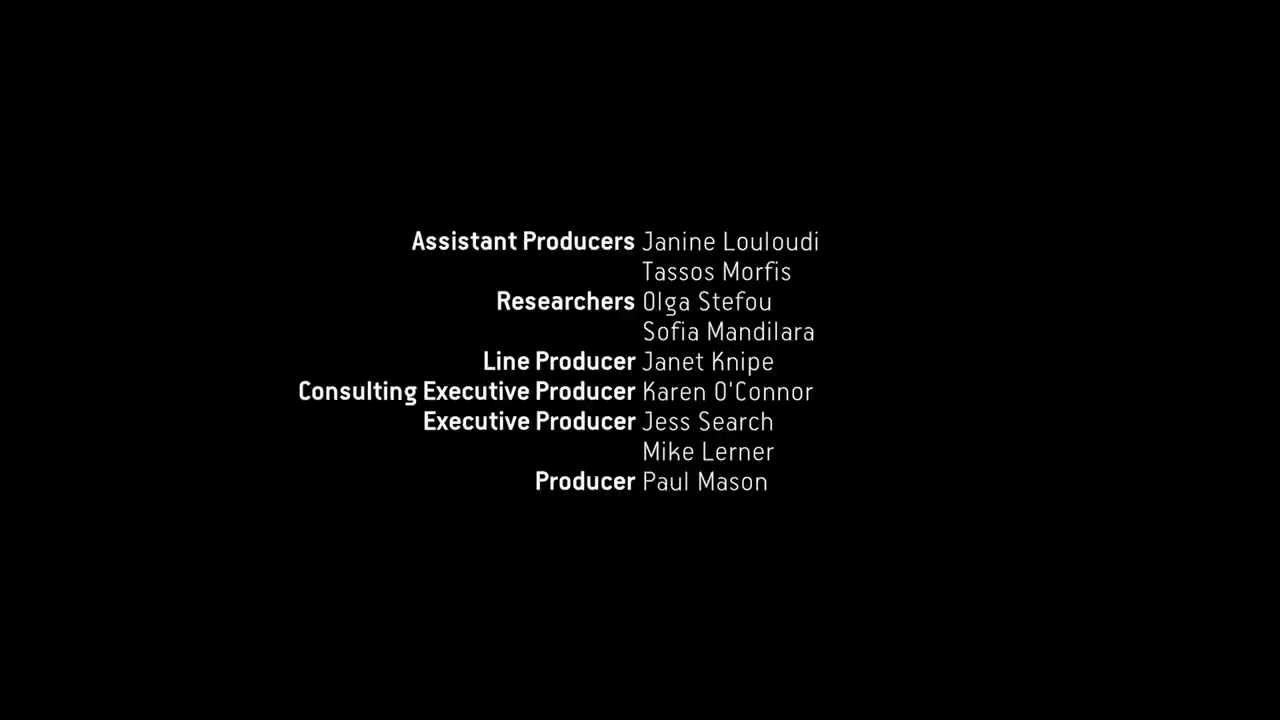 Assistant Producers Janine Louloudi
Tassos Morfis
Researchers Olga Stefou
Sofia Mandilara
Line Producer Janet Knipe
Consulting Executive Producer Karen O'Connor
Executive Producer Jess Search
Mike Lerner
Producer Paul Mason